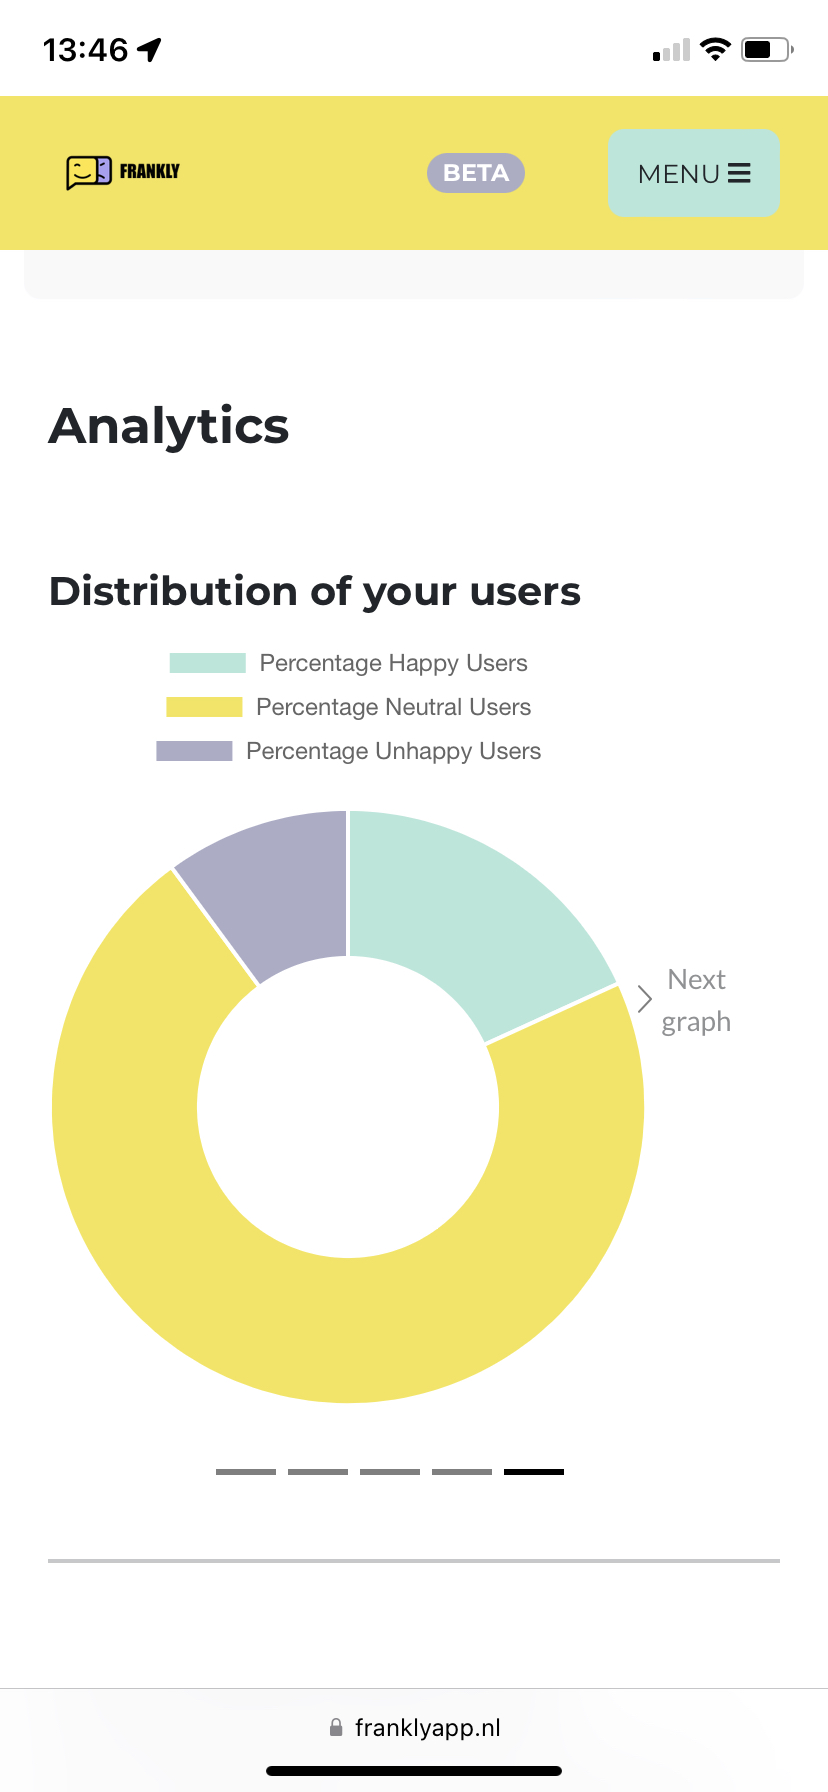 13:46
FRANKLY
BETA
MENU
Analytics
Distribution of your users
Percentage Happy Users
Percentage Neutral Users
Percentage Unhappy Users
Next
graph
franklyapp.nl